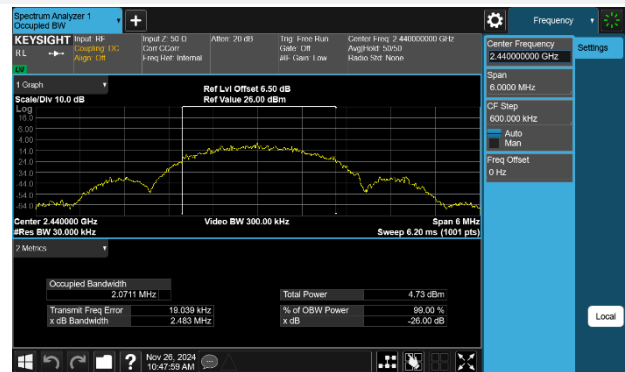 Spectrum Analyzer 1
Occupied BW
Frequency
KEYSIGHT
RL
Input: RF
Coupling: DC
Align: Off
Input Z: 50 Ω
Corr CCorr
Freq Ref: Internal
Atten: 20 dB
Trig: Free Run
Gate: Off
#IF Gain: Low
Center Freq: 2.440000000 GHz
Avg|Hold: 50/50
Radio Std: None
1 Graph
Scale/Div 10.0 dB
Ref Lvl Offset 6.50 dB
Ref Value 26.00 dBm
Log
16.0
6.00
-4.00
-14.0
-24.0
-34.0
-44.0
-54.0
-64.0
Center 2.440000 GHz
#Res BW 30.000 kHz
Video BW 300.00 kHz
Span 6 MHz
Sweep 6.20 ms (1001 pts)
2 Metrics
Occupied Bandwidth
2.0711 MHz
Total Power 4.73 dBm
Transmit Freq Error 19.039 kHz
x dB Bandwidth 2.483 MHz
% of OBW Power 99.00 %
x dB -26.00 dB
Center Frequency
2.440000000 GHz
Settings
Span
6.0000 MHz
CF Step
600.000 kHz
Auto
Man
Freq Offset
0 Hz
Local
?
Nov 26, 2024
10:47:59 AM